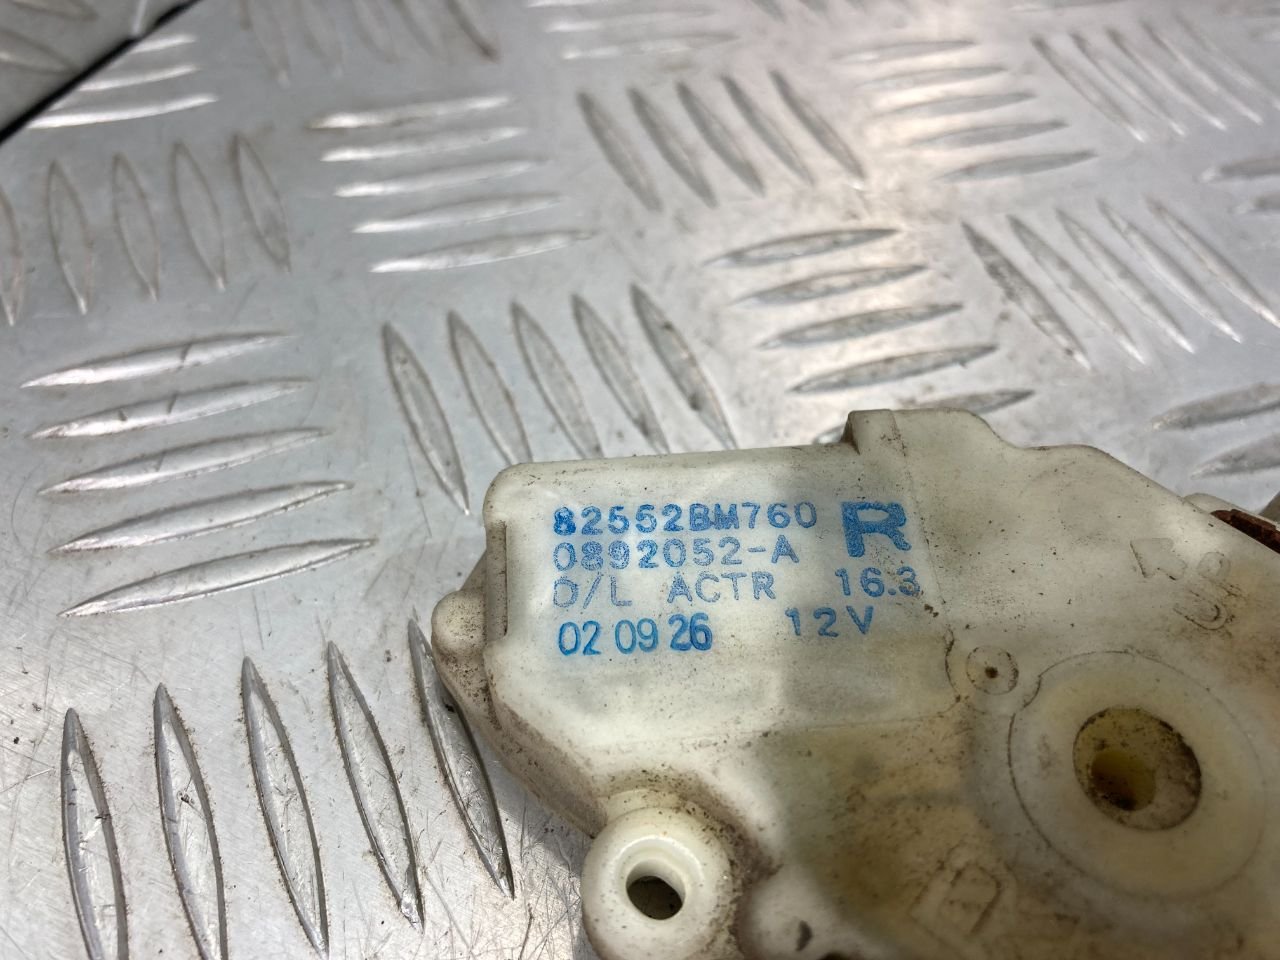 82552BM760 R
0892052-A
D/L ACTR 16.3
02 09 26 12V